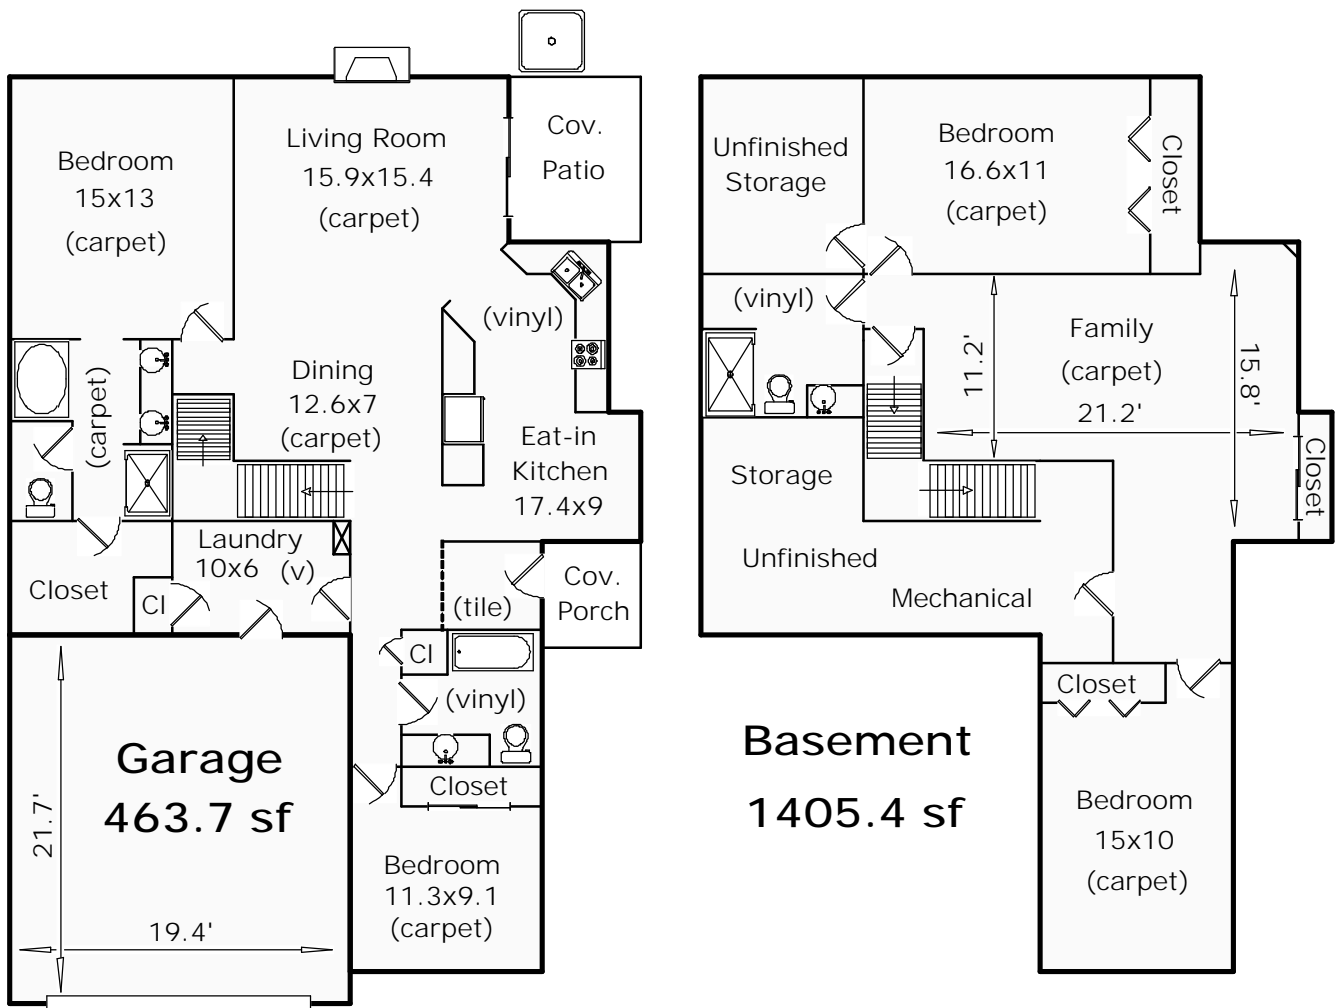 Living Room
15.9x15.4
(carpet)
Cov.
Patio
Bedroom
15x13
(carpet)
(vinyl)
Dining
12.6x7
(carpet)
(carpet)
Eat-in
Kitchen
17.4x9
Laundry
10x6 (v)
Closet
Cl
(tile)
Cov.
Porch
Cl
(vinyl)
Closet
Garage
463.7 sf
21.7'
19.4'
Bedroom
11.3x9.1
(carpet)
Unfinished
Storage
Bedroom
16.6x11
(carpet)
Closet
(vinyl)
Family
(carpet)
21.2'
11.2'
15.8'
Closet
Storage
Unfinished
Mechanical
Closet
Basement
1405.4 sf
Bedroom
15x10
(carpet)